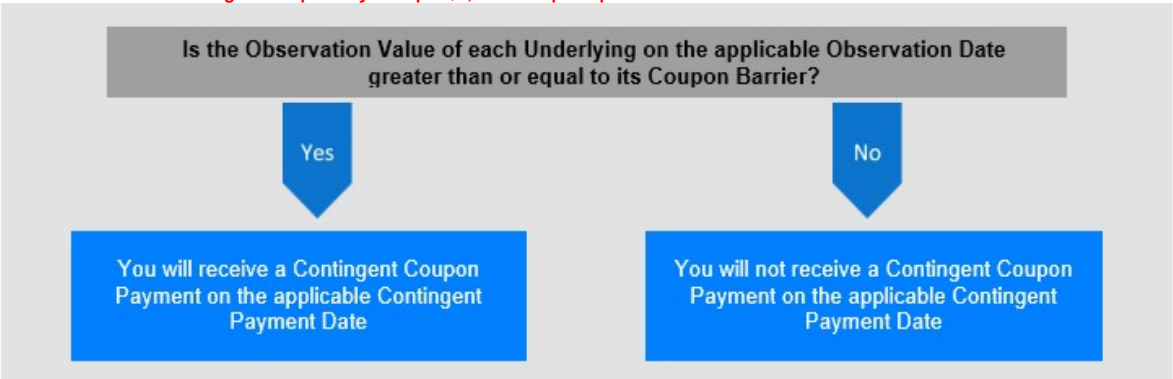 Is the Observation Value of each Underlying on the applicable Observation Date
greater than or equal to its Coupon Barrier?
Yes
No
You will receive a Contingent Coupon
Payment on the applicable Contingent
Payment Date
You will not receive a Contingent Coupon
Payment on the applicable Contingent
Payment Date